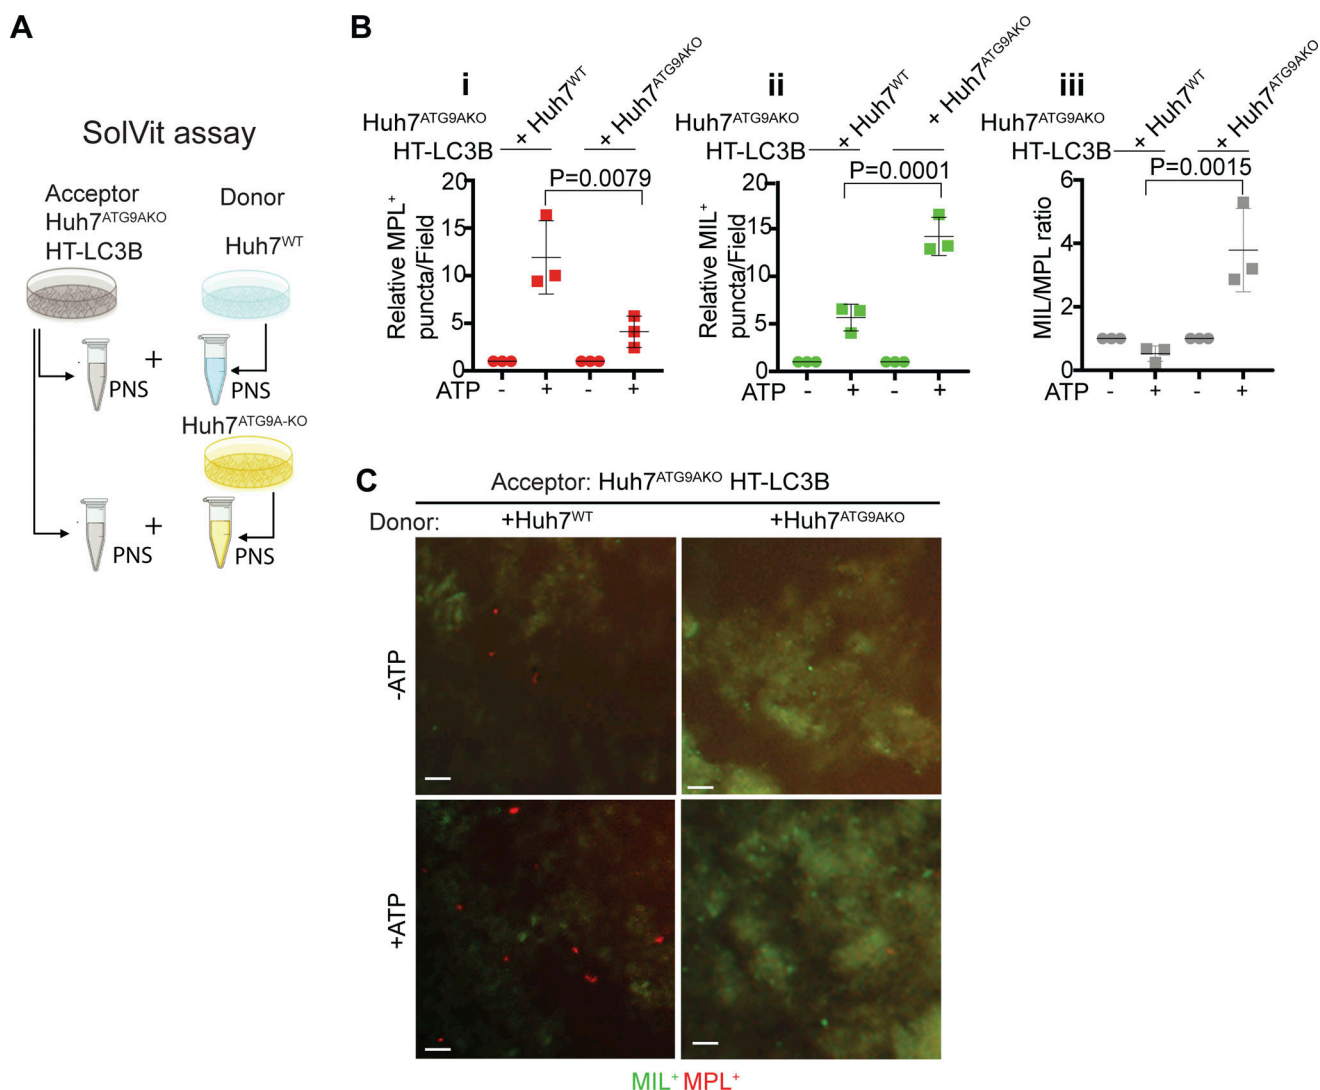 A
SolVit assay
Acceptor
Huh7ATG9AKO
HT-LC3B
Donor
Huh7WT
+
PNS
PNS
Huh7ATG9A-KO
+
PNS
PNS
B
i
Huh7ATG9AKO
HT-LC3B
+ Huh7WT
+ Huh7ATG9AKO
P=0.0079
Relative MPL+
puncta/Field
20
15
10
5
0
ATP
-
+
-
+
ii
Huh7ATG9AKO
HT-LC3B
+ Huh7WT
+ Huh7ATG9AKO
P=0.0001
Relative MIL+
puncta/Field
20
15
10
5
0
ATP
-
+
-
+
iii
Huh7ATG9AKO
HT-LC3B
+ Huh7WT
+ Huh7ATG9AKO
P=0.0015
MIL/MPL ratio
6
4
2
0
ATP
-
+
-
+
C
Acceptor: Huh7ATG9AKO HT-LC3B
Donor:
+Huh7WT
+Huh7ATG9AKO
-ATP
+ATP
MIL+ MPL+